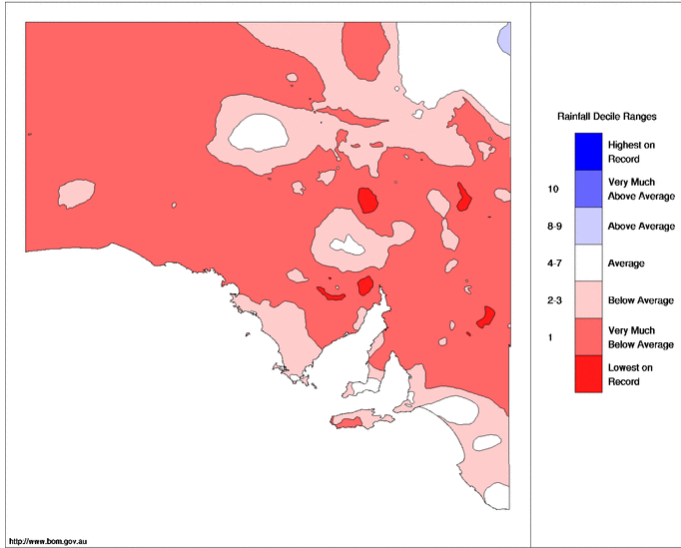 Rainfall Decile Ranges
Highest on
Record
10
Very Much
Above Average
8-9
Above Average
4-7
Average
2-3
Below Average
1
Very Much
Below Average
Lowest on
Record
http://www.bom.gov.au